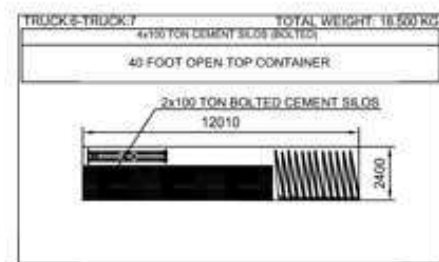 TRUCK:6-TRUCK:7 TOTAL WEIGHT: 18.500 KG
4x100 TON CEMENT SILOS (BOLTED)
40 FOOT OPEN TOP CONTAINER
2x100 TON BOLTED CEMENT SILOS
12010
2400